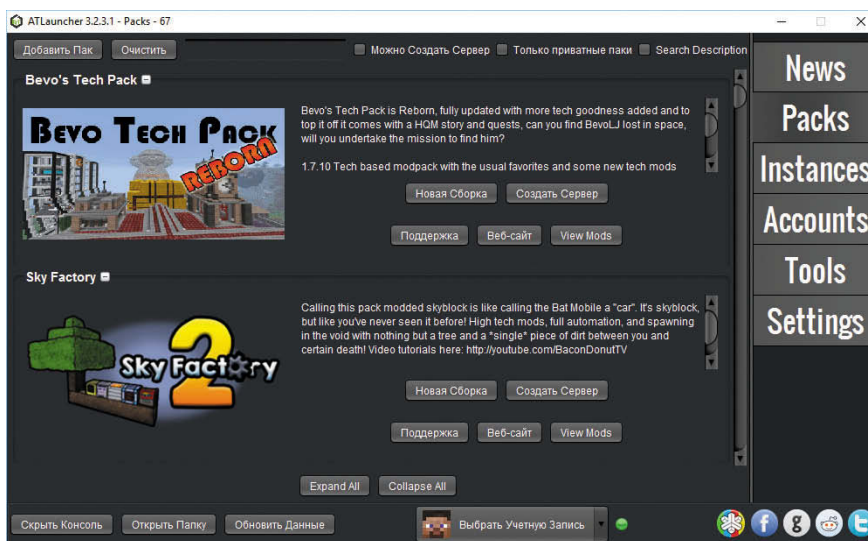 ATLauncher 3.2.3.1 - Packs - 67
Добавить Пак Очистить Можно Создать Сервер Только приватные паки Search Description
News
Packs
Instances
Accounts
Tools
Settings
Bevo's Tech Pack
BEVO TECH PACK
REBORN
Bevo's Tech Pack is Reborn, fully updated with more tech goodness added and to
top it off it comes with a HQM story and quests, can you find BevoLJ lost in space,
will you undertake the mission to find him?
1.7.10 Tech based modpack with the usual favorites and some new tech mods
Новая Сборка Создать Сервер
Поддержка Веб-сайт View Mods
Sky Factory
Sky Factory
2
Calling this pack modded skyblock is like calling the Bat Mobile a "car". It's skyblock,
but like you've never seen it before! High tech mods, full automation, and spawning
in the void with nothing but a tree and a *single* piece of dirt between you and
certain death! Video tutorials here: http://youtube.com/BaconDonutTV
Новая Сборка Создать Сервер
Поддержка Веб-сайт View Mods
Expand All Collapse All
Скрыть Консоль Открыть Папку Обновить Данные Выбрать Учетную Запись